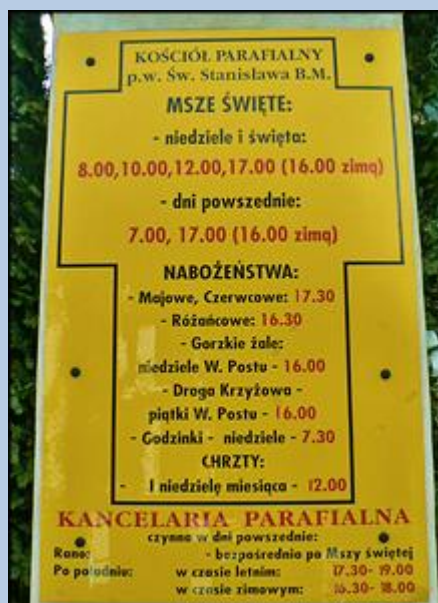 KOŚCIÓŁ PARAFIALNY
p.w. Św. Stanisława B.M.
MSZE ŚWIĘTE:
- niedziele i święta:
8.00,10.00,12.00,17.00 (16.00 zimą)
- dni powszednie:
7.00, 17.00 (16.00 zimą)
NABOŻEŃSTWA:
- Majowe, Czerwcowe: 17.30
- Różańcowe: 16.30
- Gorzkie żale:
niedziele W. Postu - 16.00
- Droga Krzyżowa -
piątki W. Postu - 16.00
- Godzinki - niedziele - 7.30
CHRZTY:
- I niedzielę miesiąca - 12.00
KANCELARIA PARAFIALNA
czynna w dni powszednie:
Rano: - bezpośrednio po Mszy świętej
Po południu: w czasie letnim: 17.30- 19.00
w czasie zimowym: 16.30- 18.00